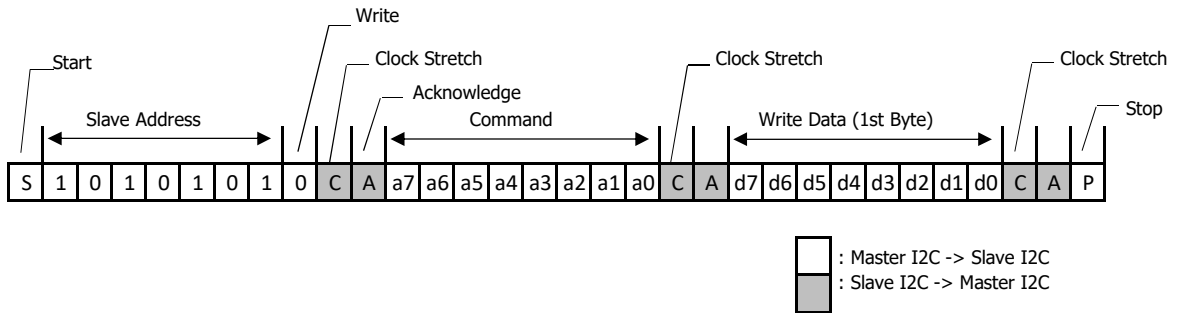 Write
Start
Clock Stretch
Clock Stretch
Clock Stretch
Acknowledge
Stop
Slave Address
Command
Write Data (1st Byte)
S 1 0 1 0 1 0 1 0 C A a7 a6 a5 a4 a3 a2 a1 a0 C A d7 d6 d5 d4 d3 d2 d1 d0 C A P
: Master I2C -> Slave I2C
: Slave I2C -> Master I2C